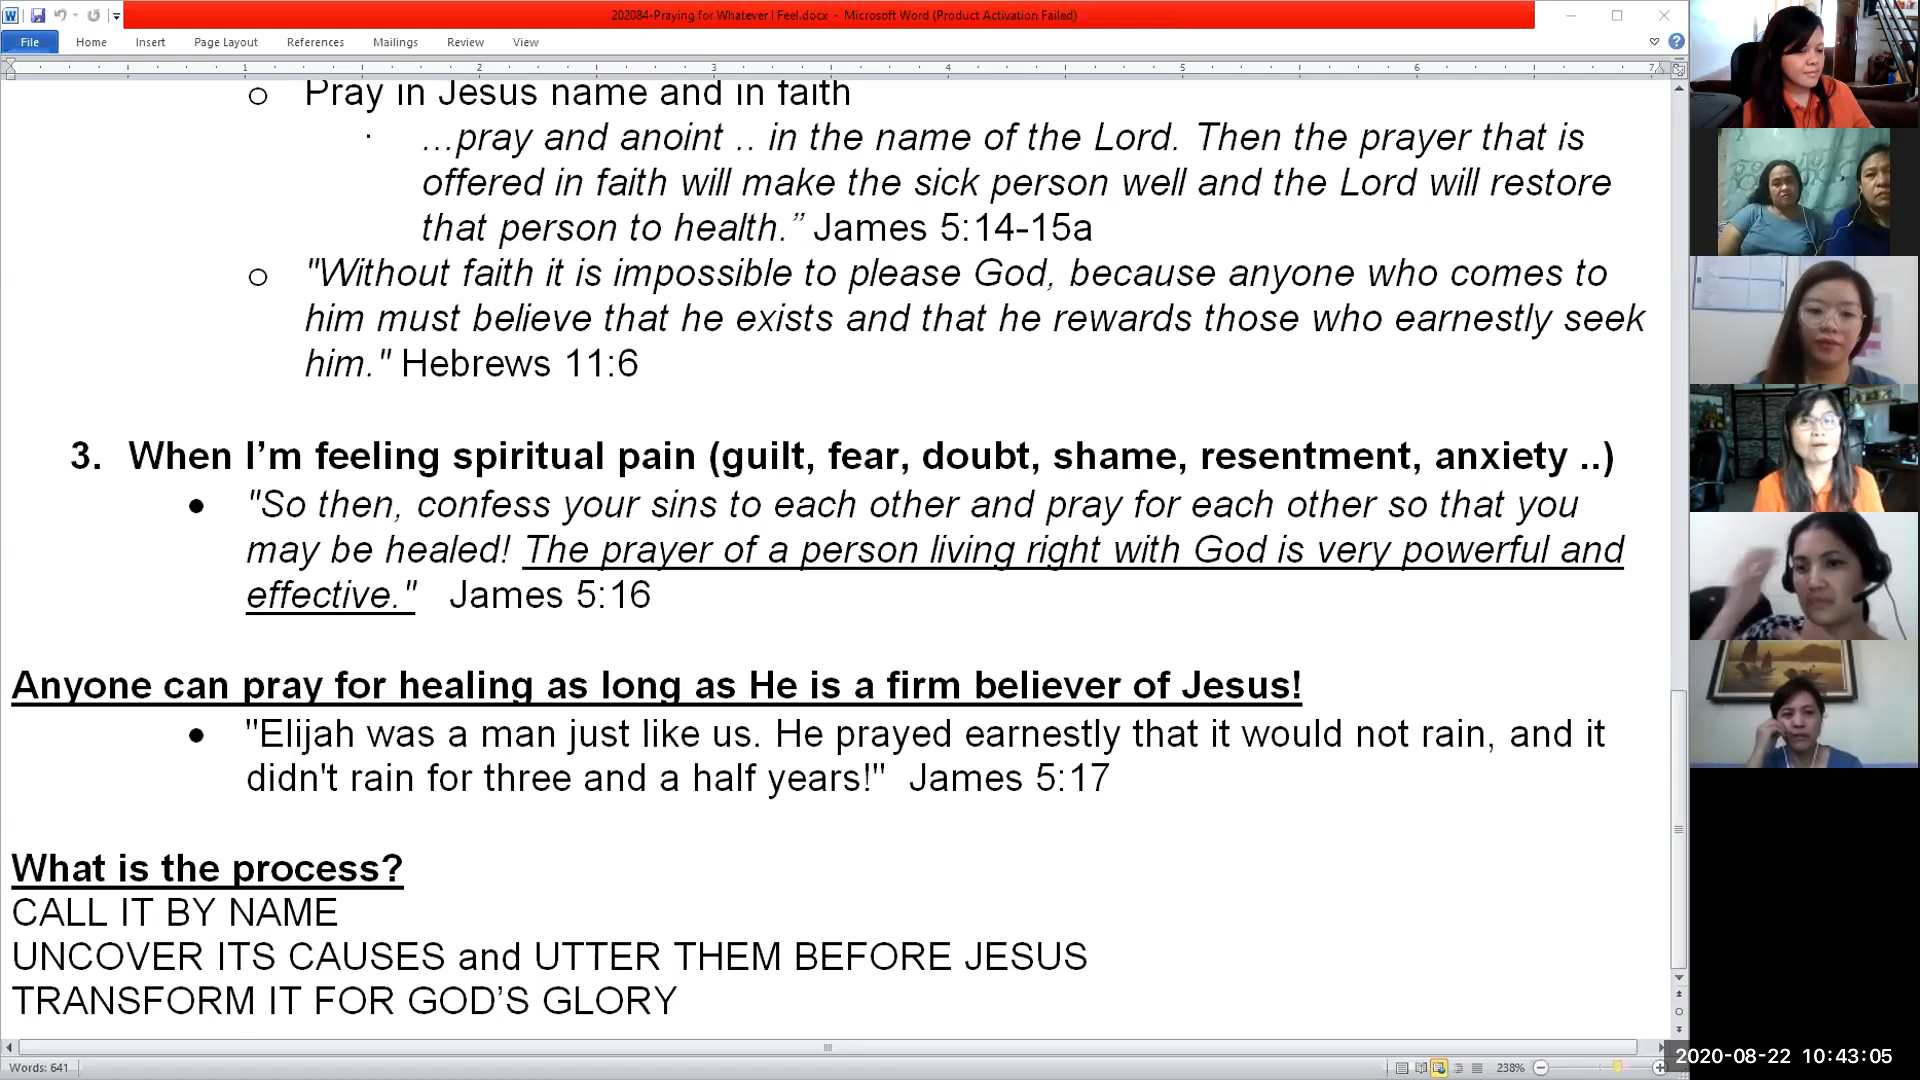 202084-Praying for Whatever I Feel.docx - Microsoft Word (Product Activation Failed)
File Home Insert Page Layout References Mailings Review View
1 2 3 4 5 6 7
o Pray in Jesus name and in faith
· ...pray and anoint .. in the name of the Lord. Then the prayer that is
offered in faith will make the sick person well and the Lord will restore
that person to health.” James 5:14-15a
o "Without faith it is impossible to please God, because anyone who comes to
him must believe that he exists and that he rewards those who earnestly seek
him." Hebrews 11:6
3. When I’m feeling spiritual pain (guilt, fear, doubt, shame, resentment, anxiety ..)
• "So then, confess your sins to each other and pray for each other so that you
may be healed! The prayer of a person living right with God is very powerful and
effective." James 5:16
Anyone can pray for healing as long as He is a firm believer of Jesus!
• "Elijah was a man just like us. He prayed earnestly that it would not rain, and it
didn't rain for three and a half years!" James 5:17
What is the process?
CALL IT BY NAME
UNCOVER ITS CAUSES and UTTER THEM BEFORE JESUS
TRANSFORM IT FOR GOD’S GLORY
Words: 641
238%
2020-08-22 10:43:05